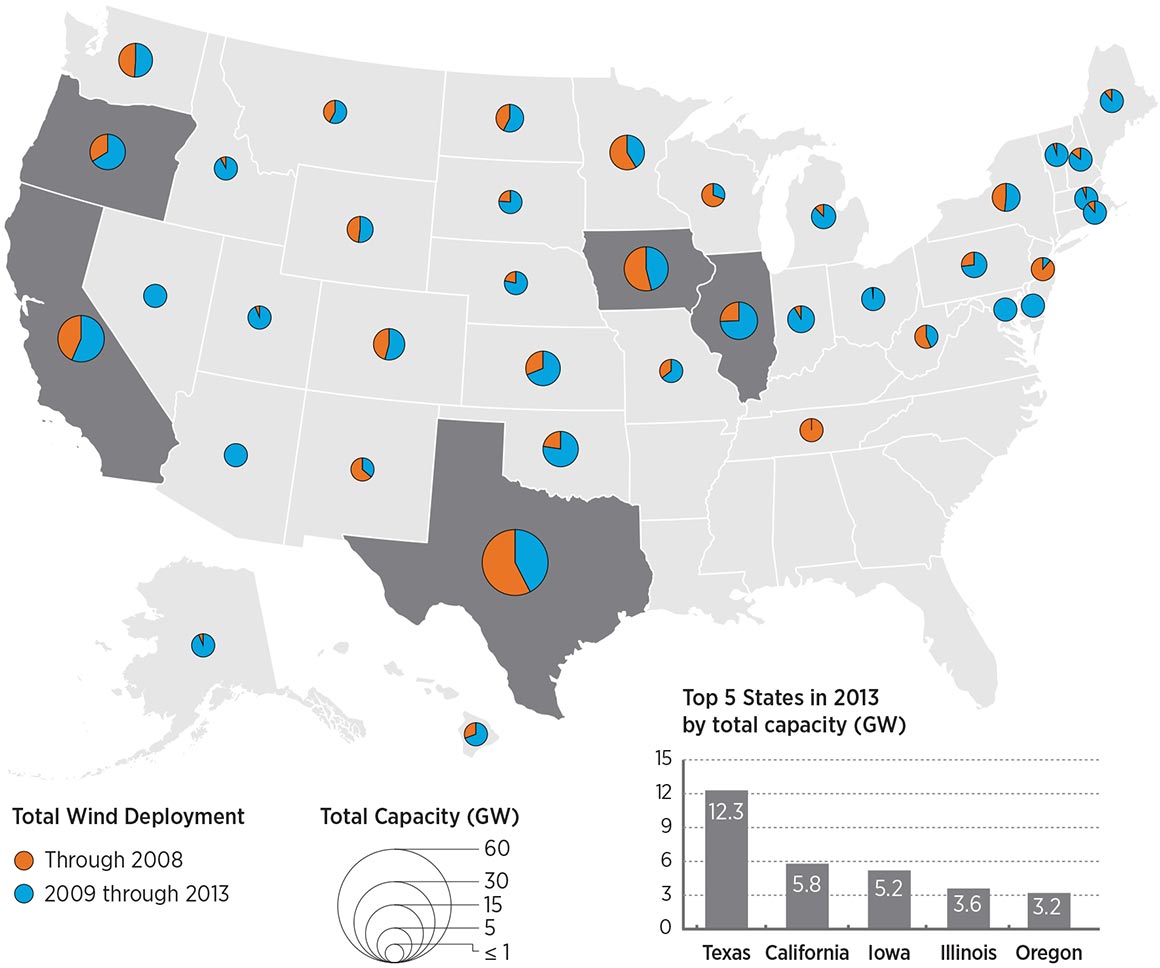 Top 5 States in 2013
by total capacity (GW)
15
12
9
6
3
0
12.3
5.8
5.2
3.6
3.2
Texas California Iowa Illinois Oregon
Total Wind Deployment
Through 2008
2009 through 2013
Total Capacity (GW)
60
30
15
5
≤ 1